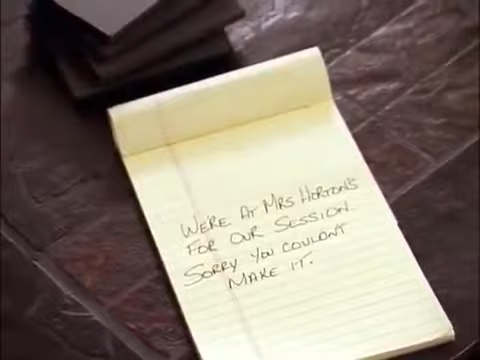 WE'RE AT MRS HORTON'S
FOR OUR SESSION.
SORRY YOU COULDNT
MAKE IT.